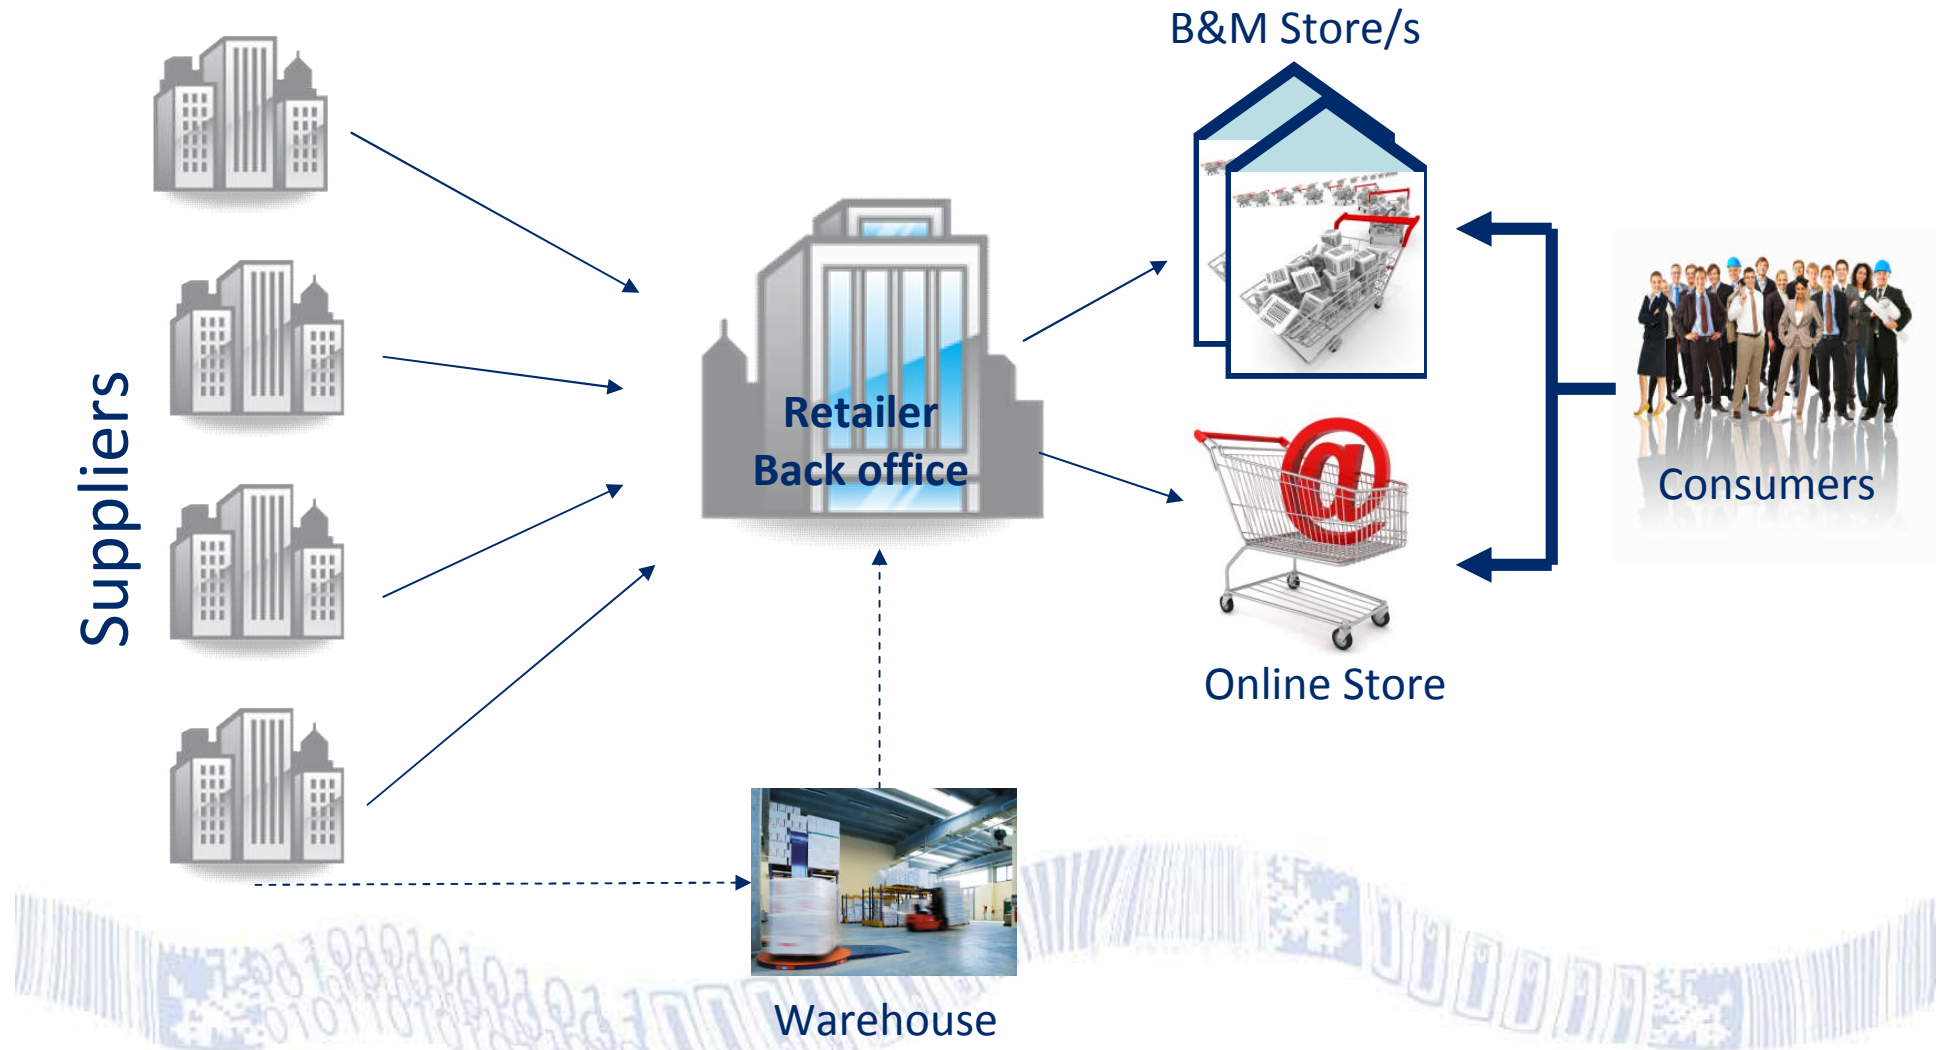 B&M Store/s
Suppliers
Retailer
Back office
Consumers
Online Store
Warehouse